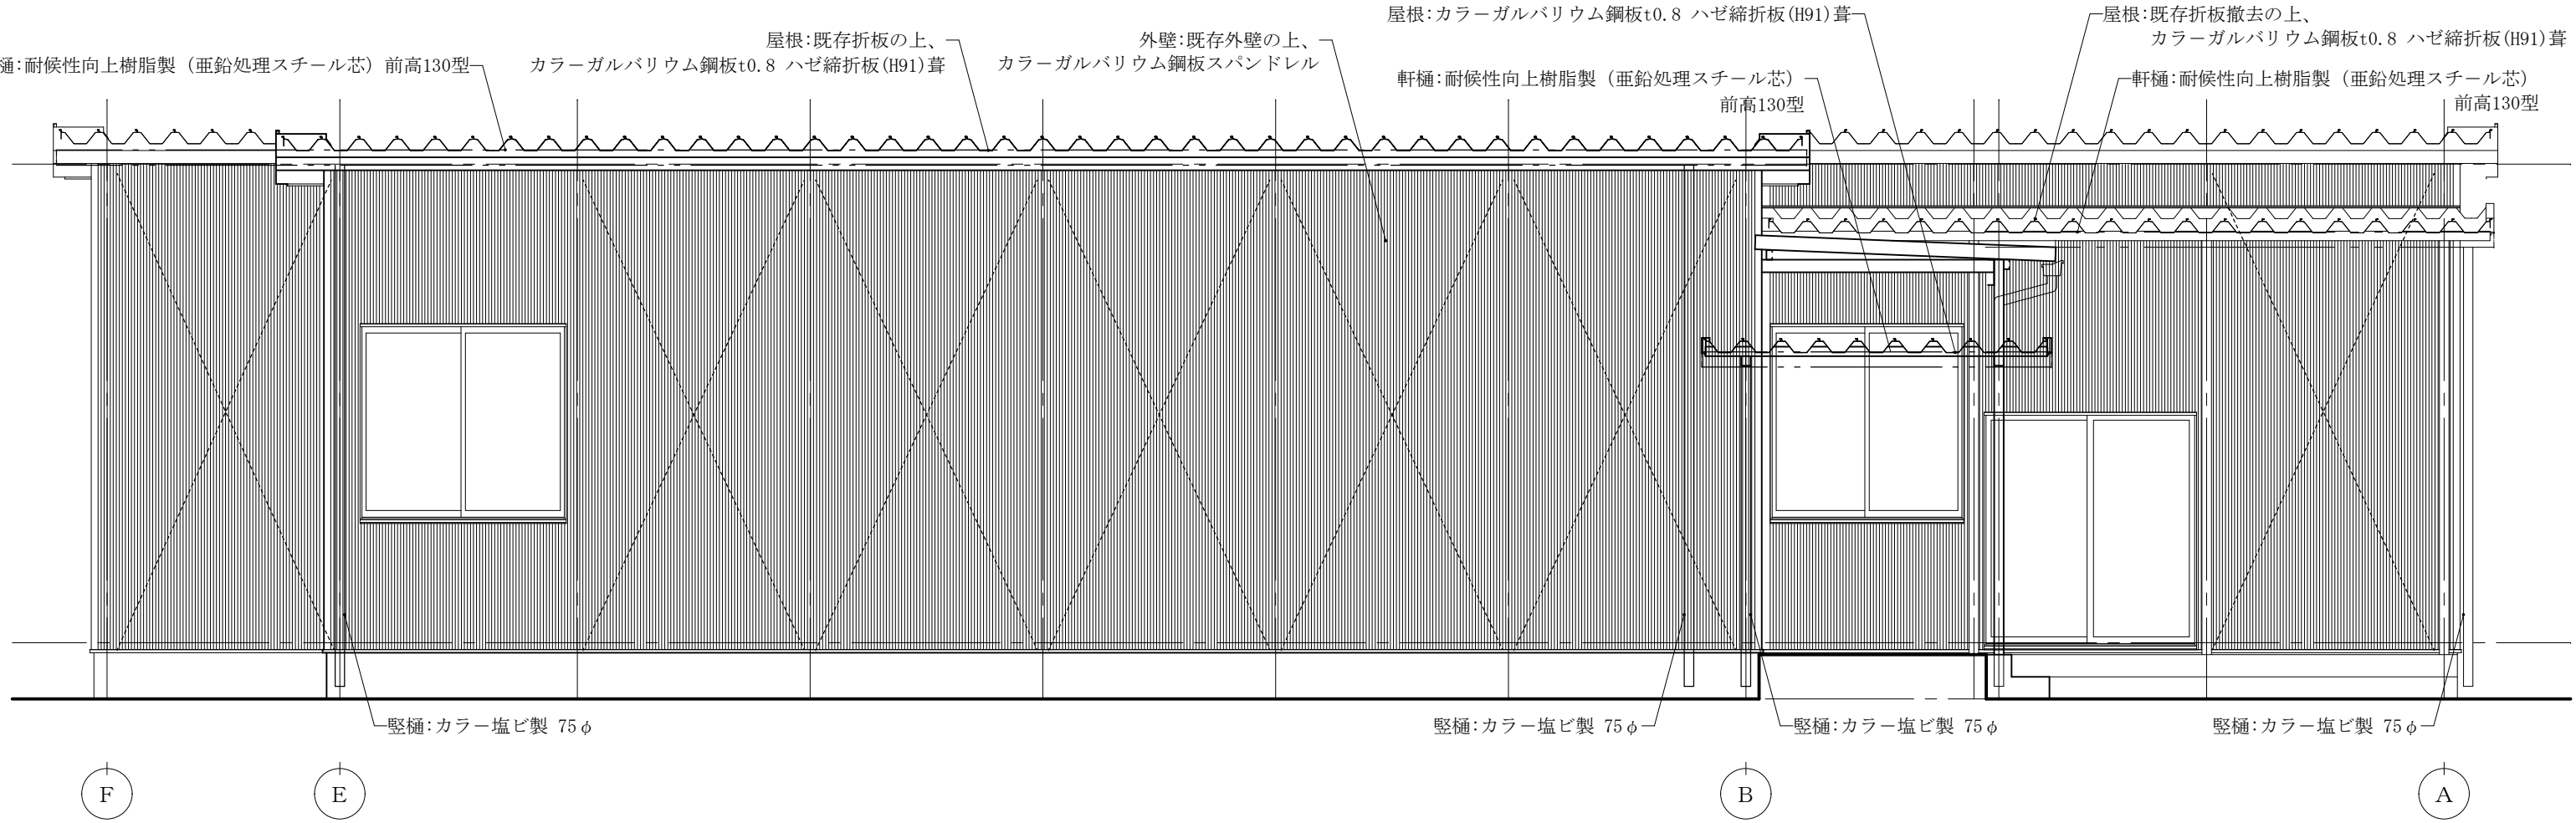 樋:耐候性向上樹脂製（亜鉛処理スチール芯）前高130型
屋根:既存折板の上、
カラーガルバリウム鋼板t0.8 ハゼ締折板(H91)葺
外壁:既存外壁の上、
カラーガルバリウム鋼板スパンドレル
屋根:カラーガルバリウム鋼板t0.8 ハゼ締折板(H91)葺
軒樋:耐候性向上樹脂製（亜鉛処理スチール芯）
前高130型
屋根:既存折板撤去の上、
カラーガルバリウム鋼板t0.8 ハゼ締折板(H91)葺
軒樋:耐候性向上樹脂製（亜鉛処理スチール芯）
前高130型
竪樋:カラー塩ビ製 75φ
竪樋:カラー塩ビ製 75φ
竪樋:カラー塩ビ製 75φ
竪樋:カラー塩ビ製 75φ
F
E
B
A